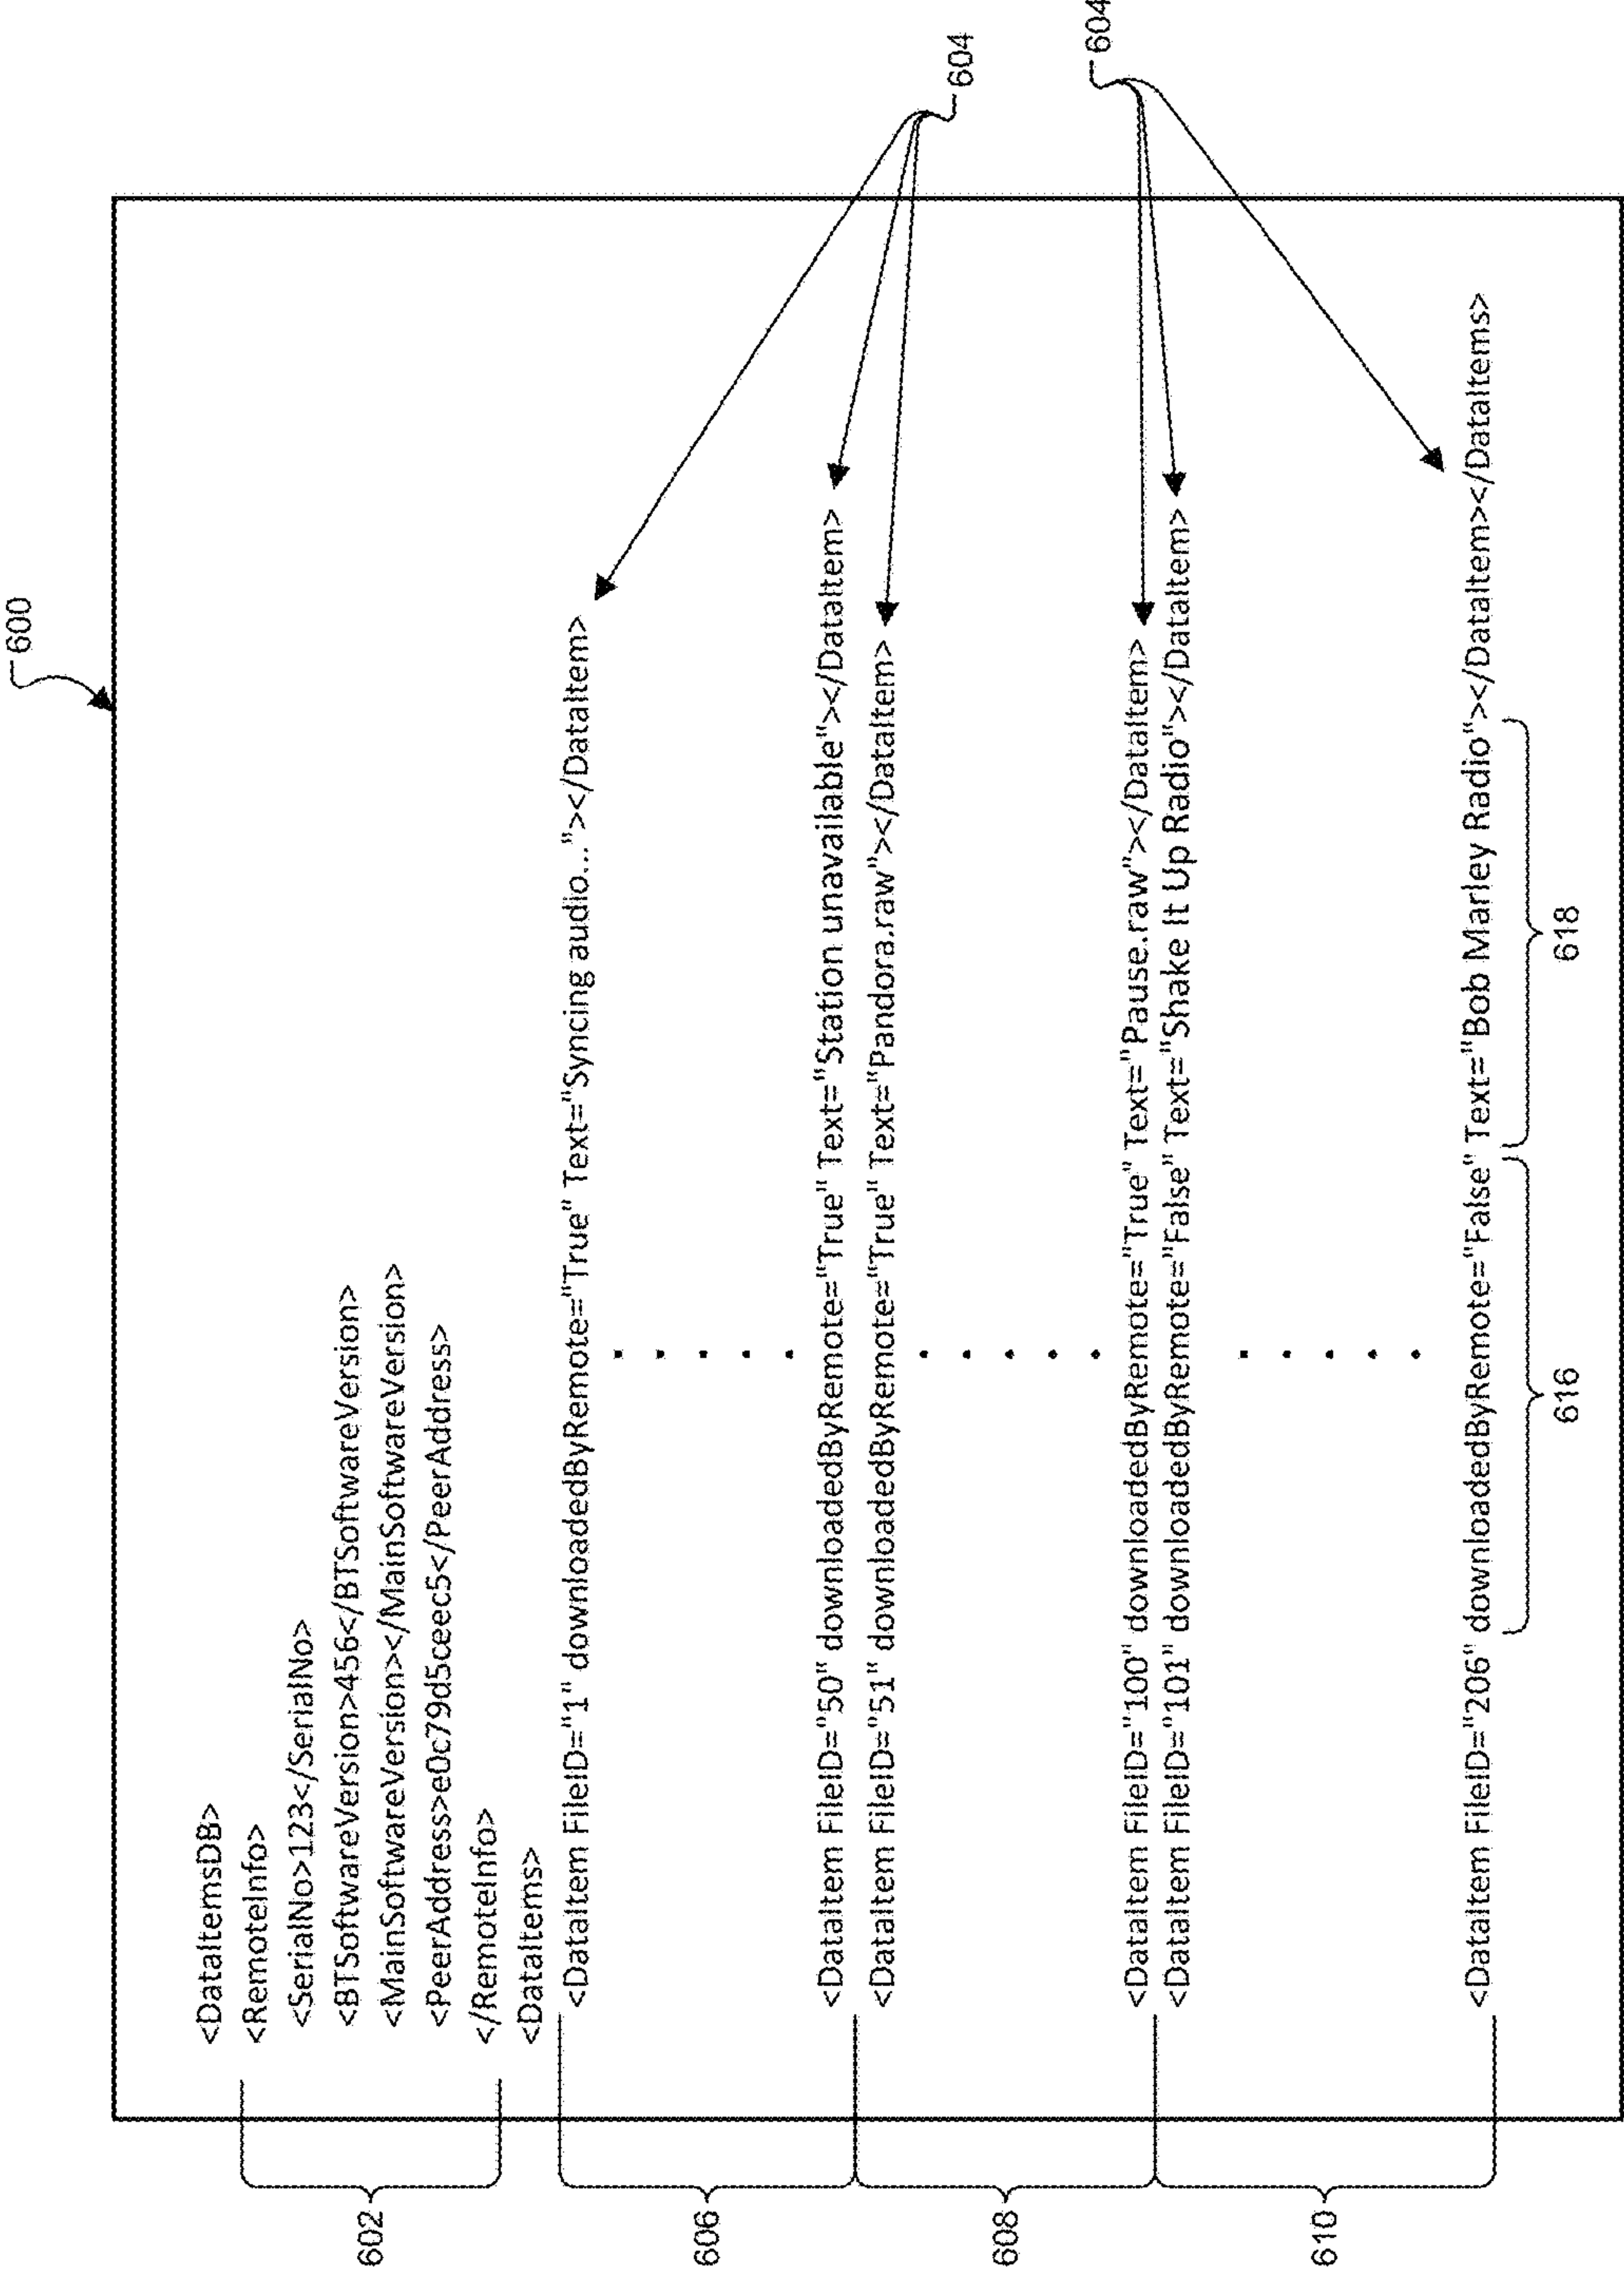 600
<DataItemsDB>
<RemoteInfo>
<SerialNo>123</SerialNo>
<BTSoftwareVersion>456</BTSoftwareVersion>
<MainSoftwareVersion></MainSoftwareVersion>
<PeerAddress>e0c79d5ceec5</PeerAddress>
</RemoteInfo>
<DataItems>
<DataItem FileID="1" downloadedByRemote="True" Text="Syncing audio..."></DataItem>
<DataItem FileID="50" downloadedByRemote="True" Text="Station unavailable"></DataItem>
<DataItem FileID="51" downloadedByRemote="True" Text="Pandora.raw"></DataItem>
<DataItem FileID="100" downloadedByRemote="True" Text="Pause.raw"></DataItem>
<DataItem FileID="101" downloadedByRemote="False" Text="Shake It Up Radio"></DataItem>
<DataItem FileID="206" downloadedByRemote="False" Text="Bob Marley Radio"></DataItem></DataItems>
602
606
608
610
604
604
616
618